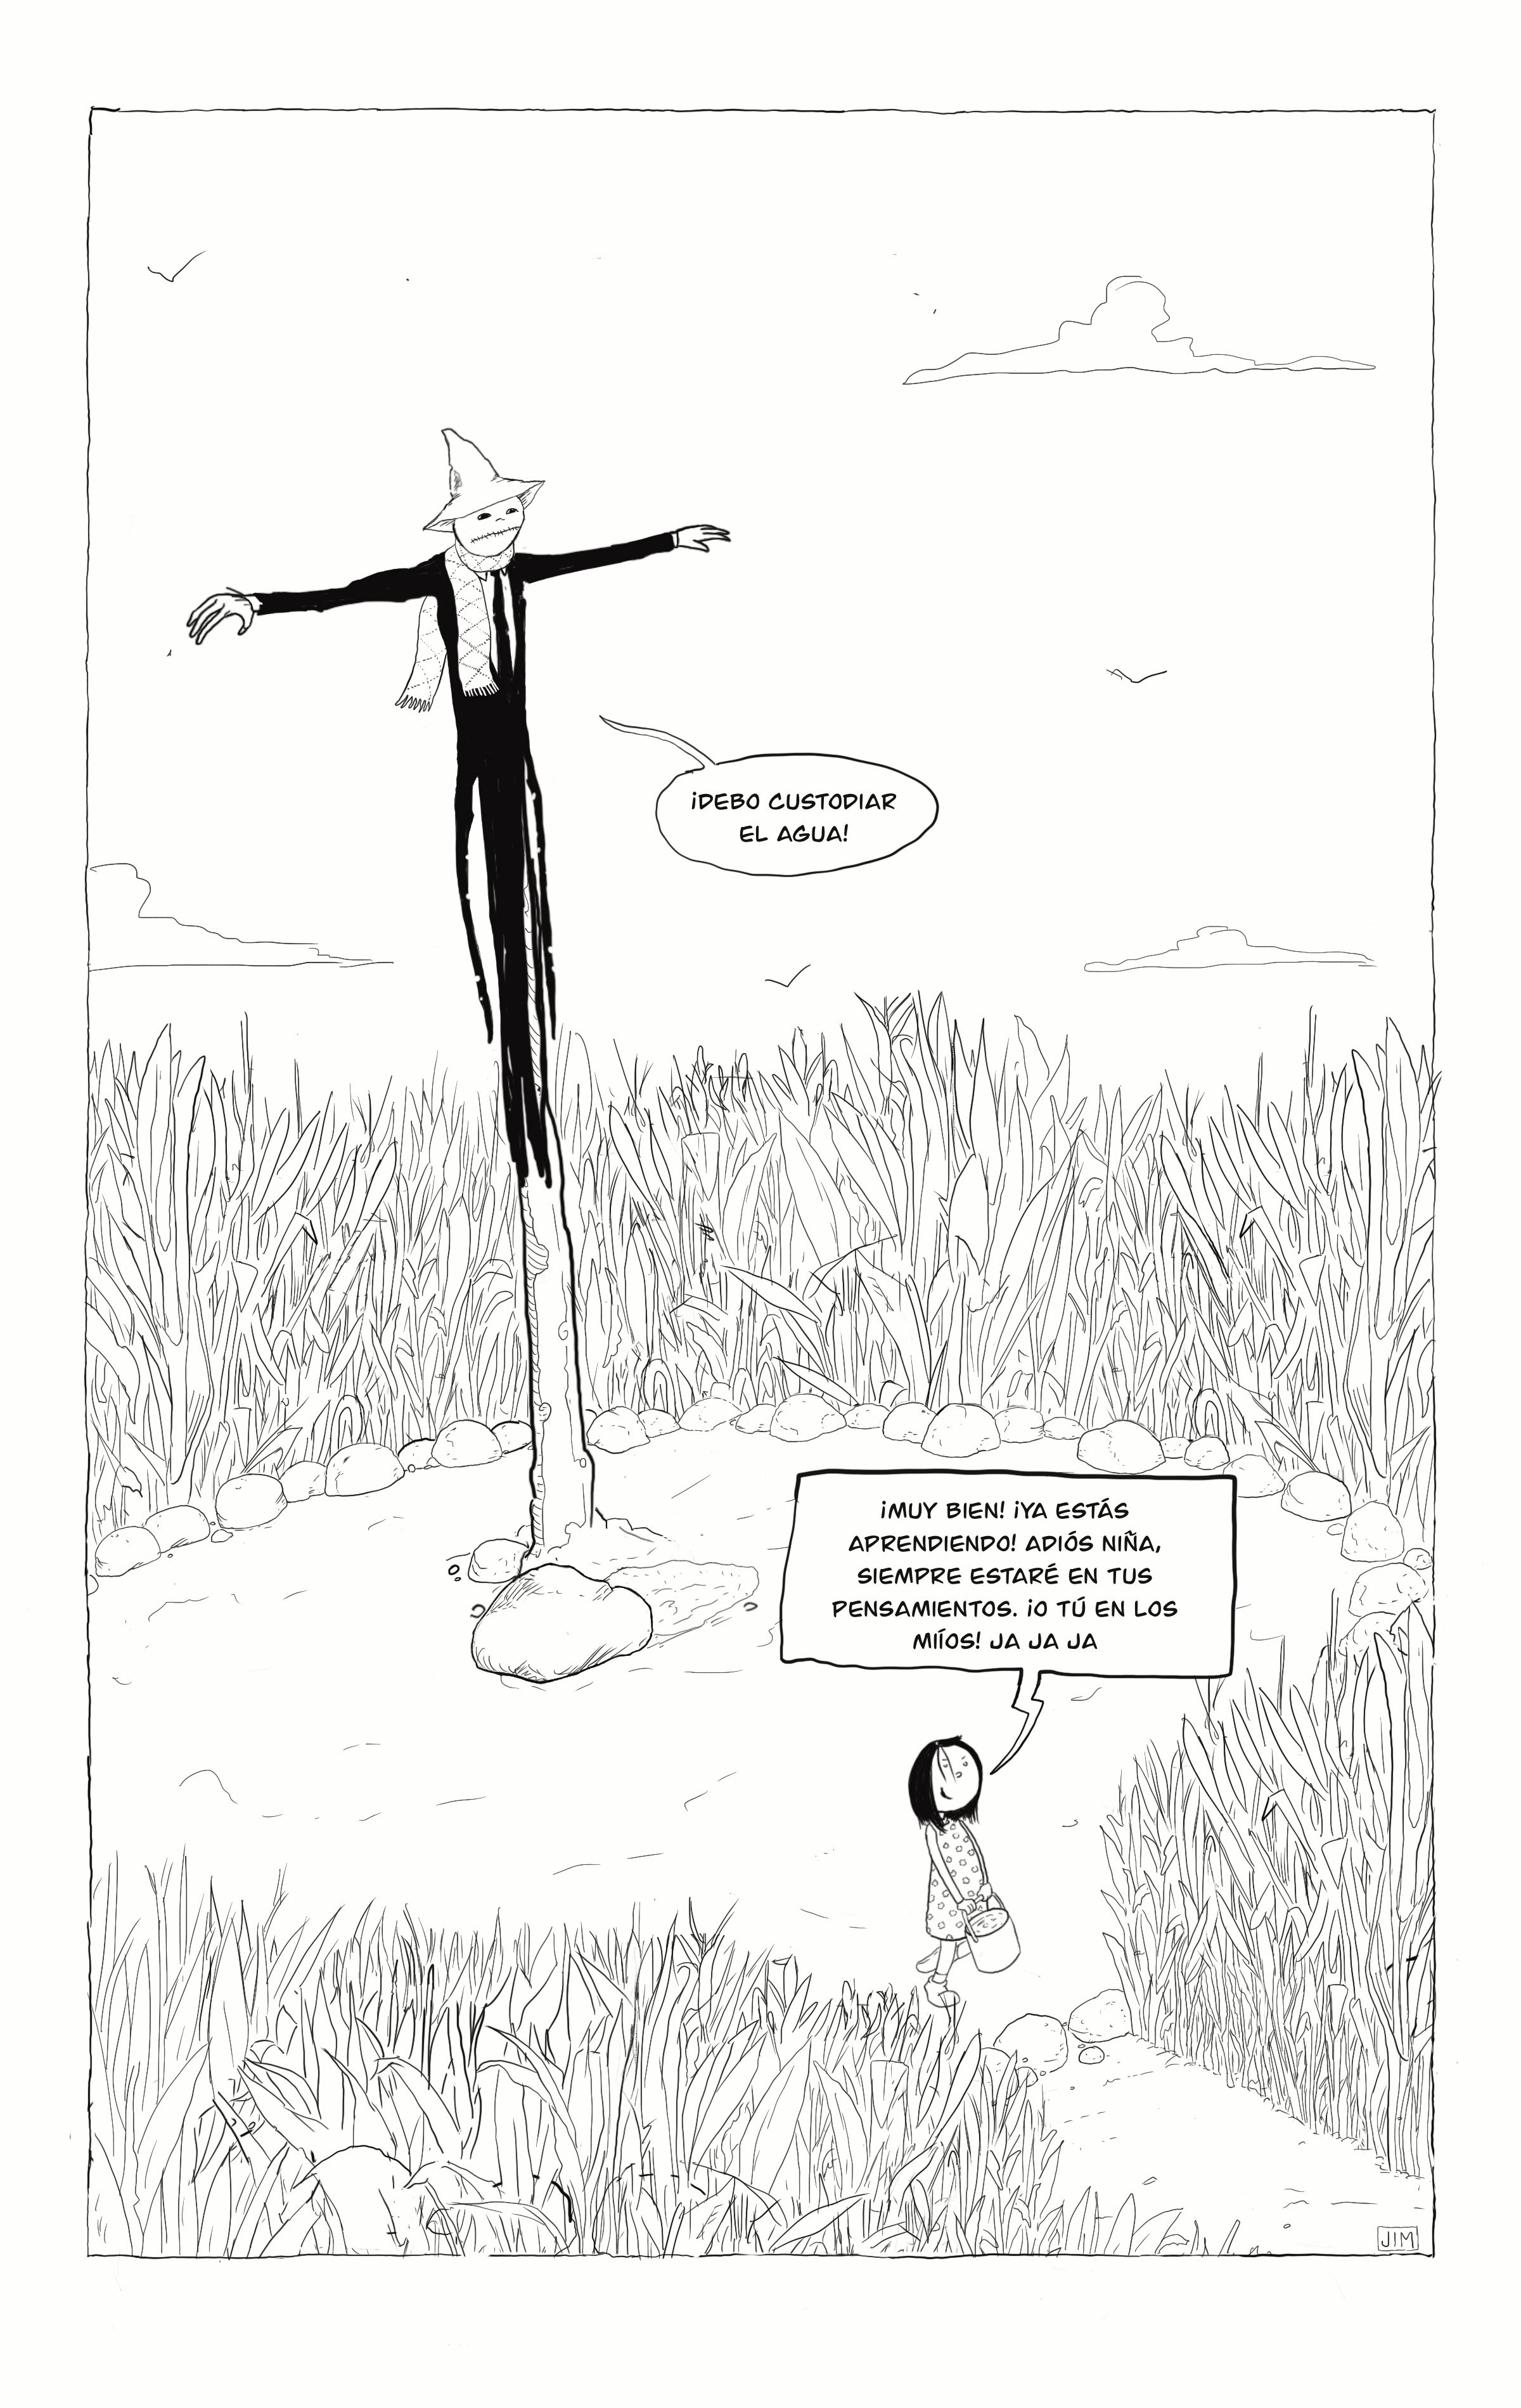 ¡DEBO CUSTODIAR
EL AGUA!
¡MUY BIEN! ¡YA ESTÁS
APRENDIENDO! ADIÓS NIÑA,
SIEMPRE ESTARÉ EN TUS
PENSAMIENTOS. ¡O TÚ EN LOS
MIÍOS! JA JA JA
JIM